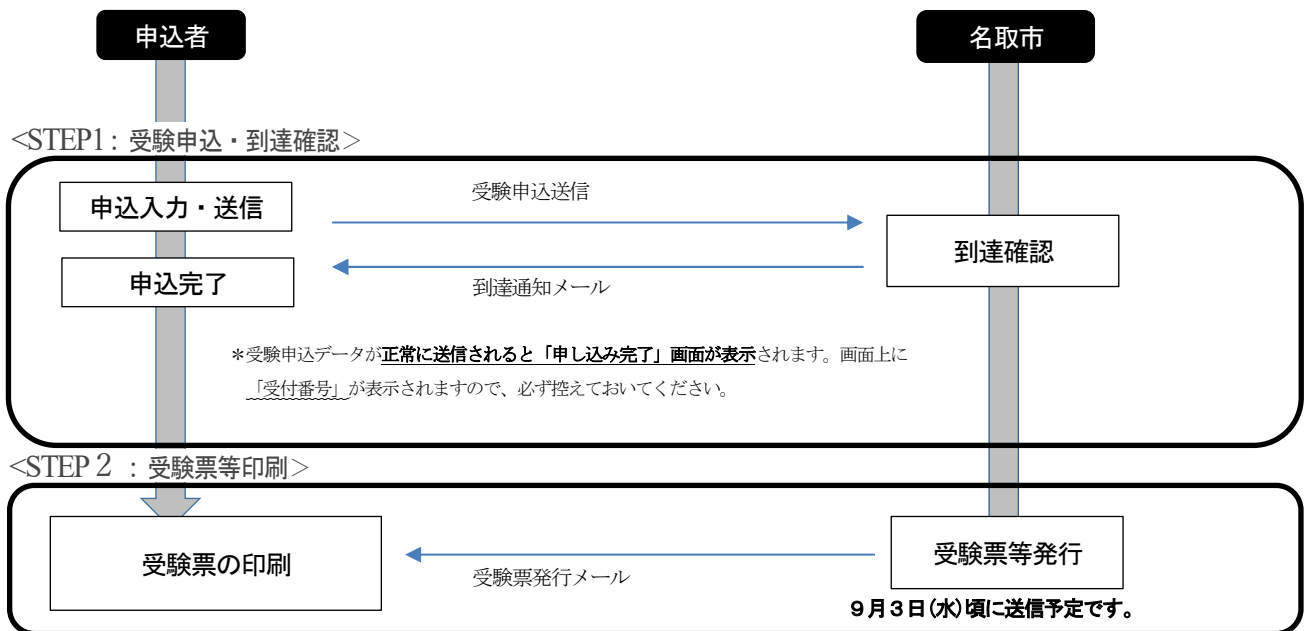 申込者
名取市
<STEP1：受験申込・到達確認>
申込入力・送信
受験申込送信
到達確認
申込完了
到達通知メール
＊受験申込データが正常に送信されると「申し込み完了」画面が表示されます。画面上に
「受付番号」が表示されますので、必ず控えておいてください。
<STEP２：受験票等印刷>
受験票の印刷
受験票発行メール
受験票等発行
９月３日(水)頃に送信予定です。